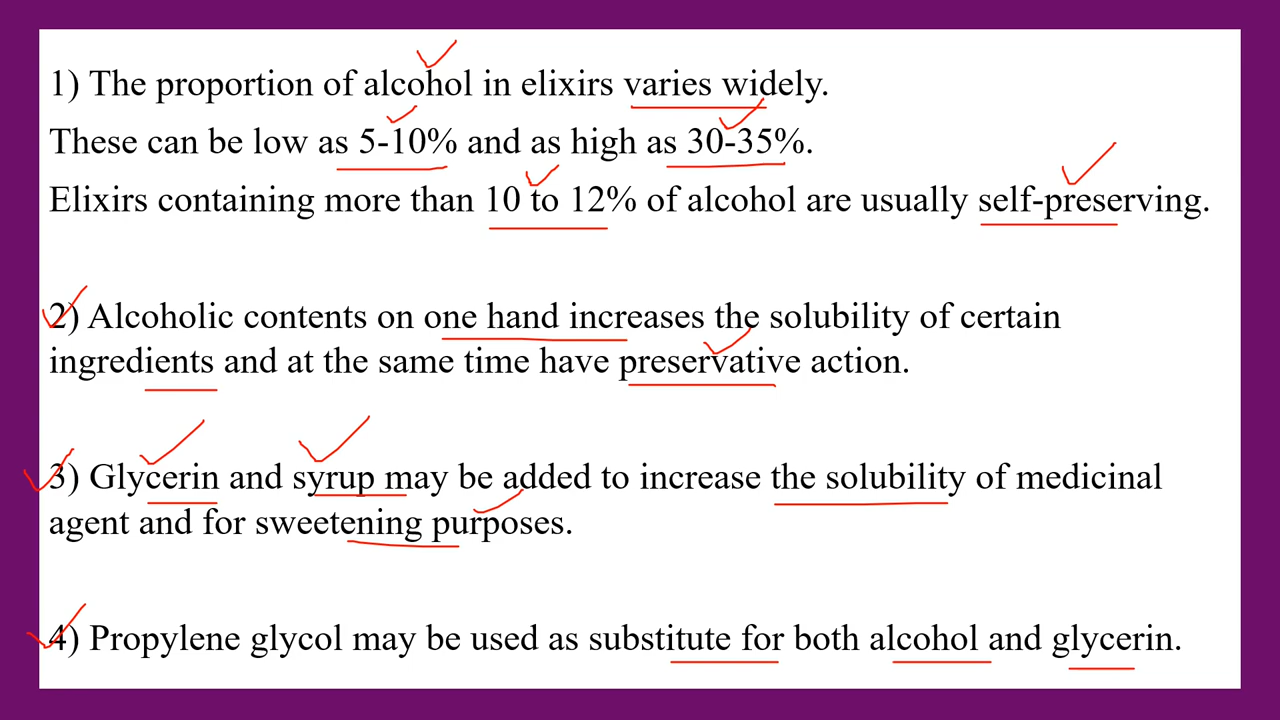 1) The proportion of alcohol in elixirs varies widely.
These can be low as 5-10% and as high as 30-35%.
Elixirs containing more than 10 to 12% of alcohol are usually self-preserving.
2) Alcoholic contents on one hand increases the solubility of certain
ingredients and at the same time have preservative action.
3) Glycerin and syrup may be added to increase the solubility of medicinal
agent and for sweetening purposes.
4) Propylene glycol may be used as substitute for both alcohol and glycerin.